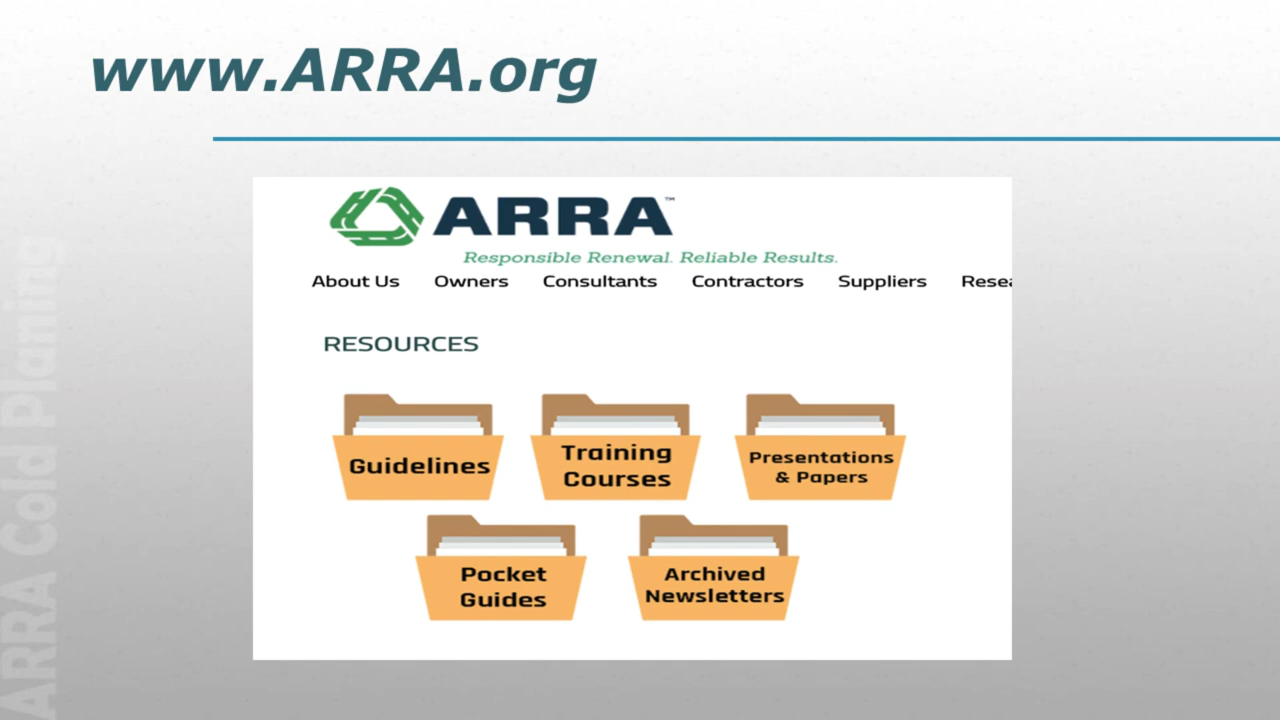 www.ARRA.org
ARRA™
Responsible Renewal. Reliable Results.
About Us Owners Consultants Contractors Suppliers
RESOURCES
Guidelines
Training
Courses
Presentations
& Papers
Pocket
Guides
Archived
Newsletters
ARRA Cold Planing